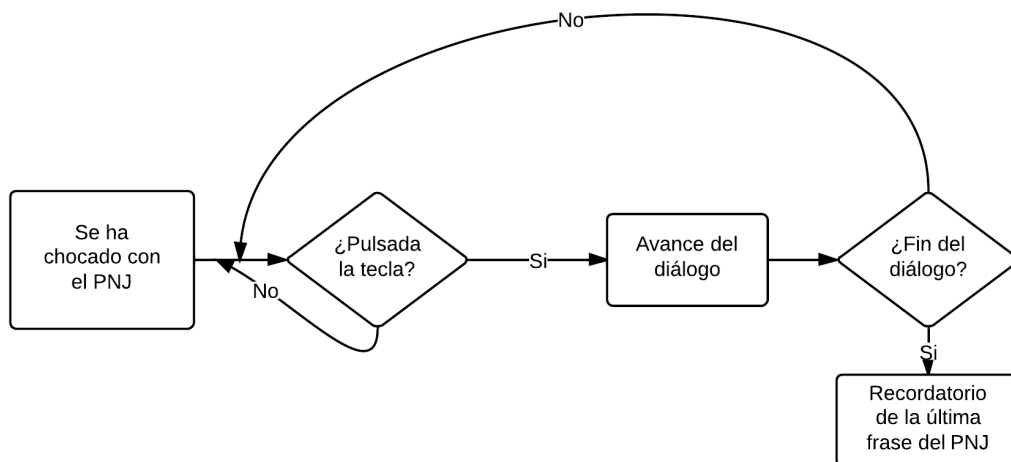 No
Se ha
chocado con
el PNJ
¿Pulsada
la tecla?
No
Si
Avance del
diálogo
¿Fin del
diálogo?
Si
Recordatorio
de la última
frase del PNJ